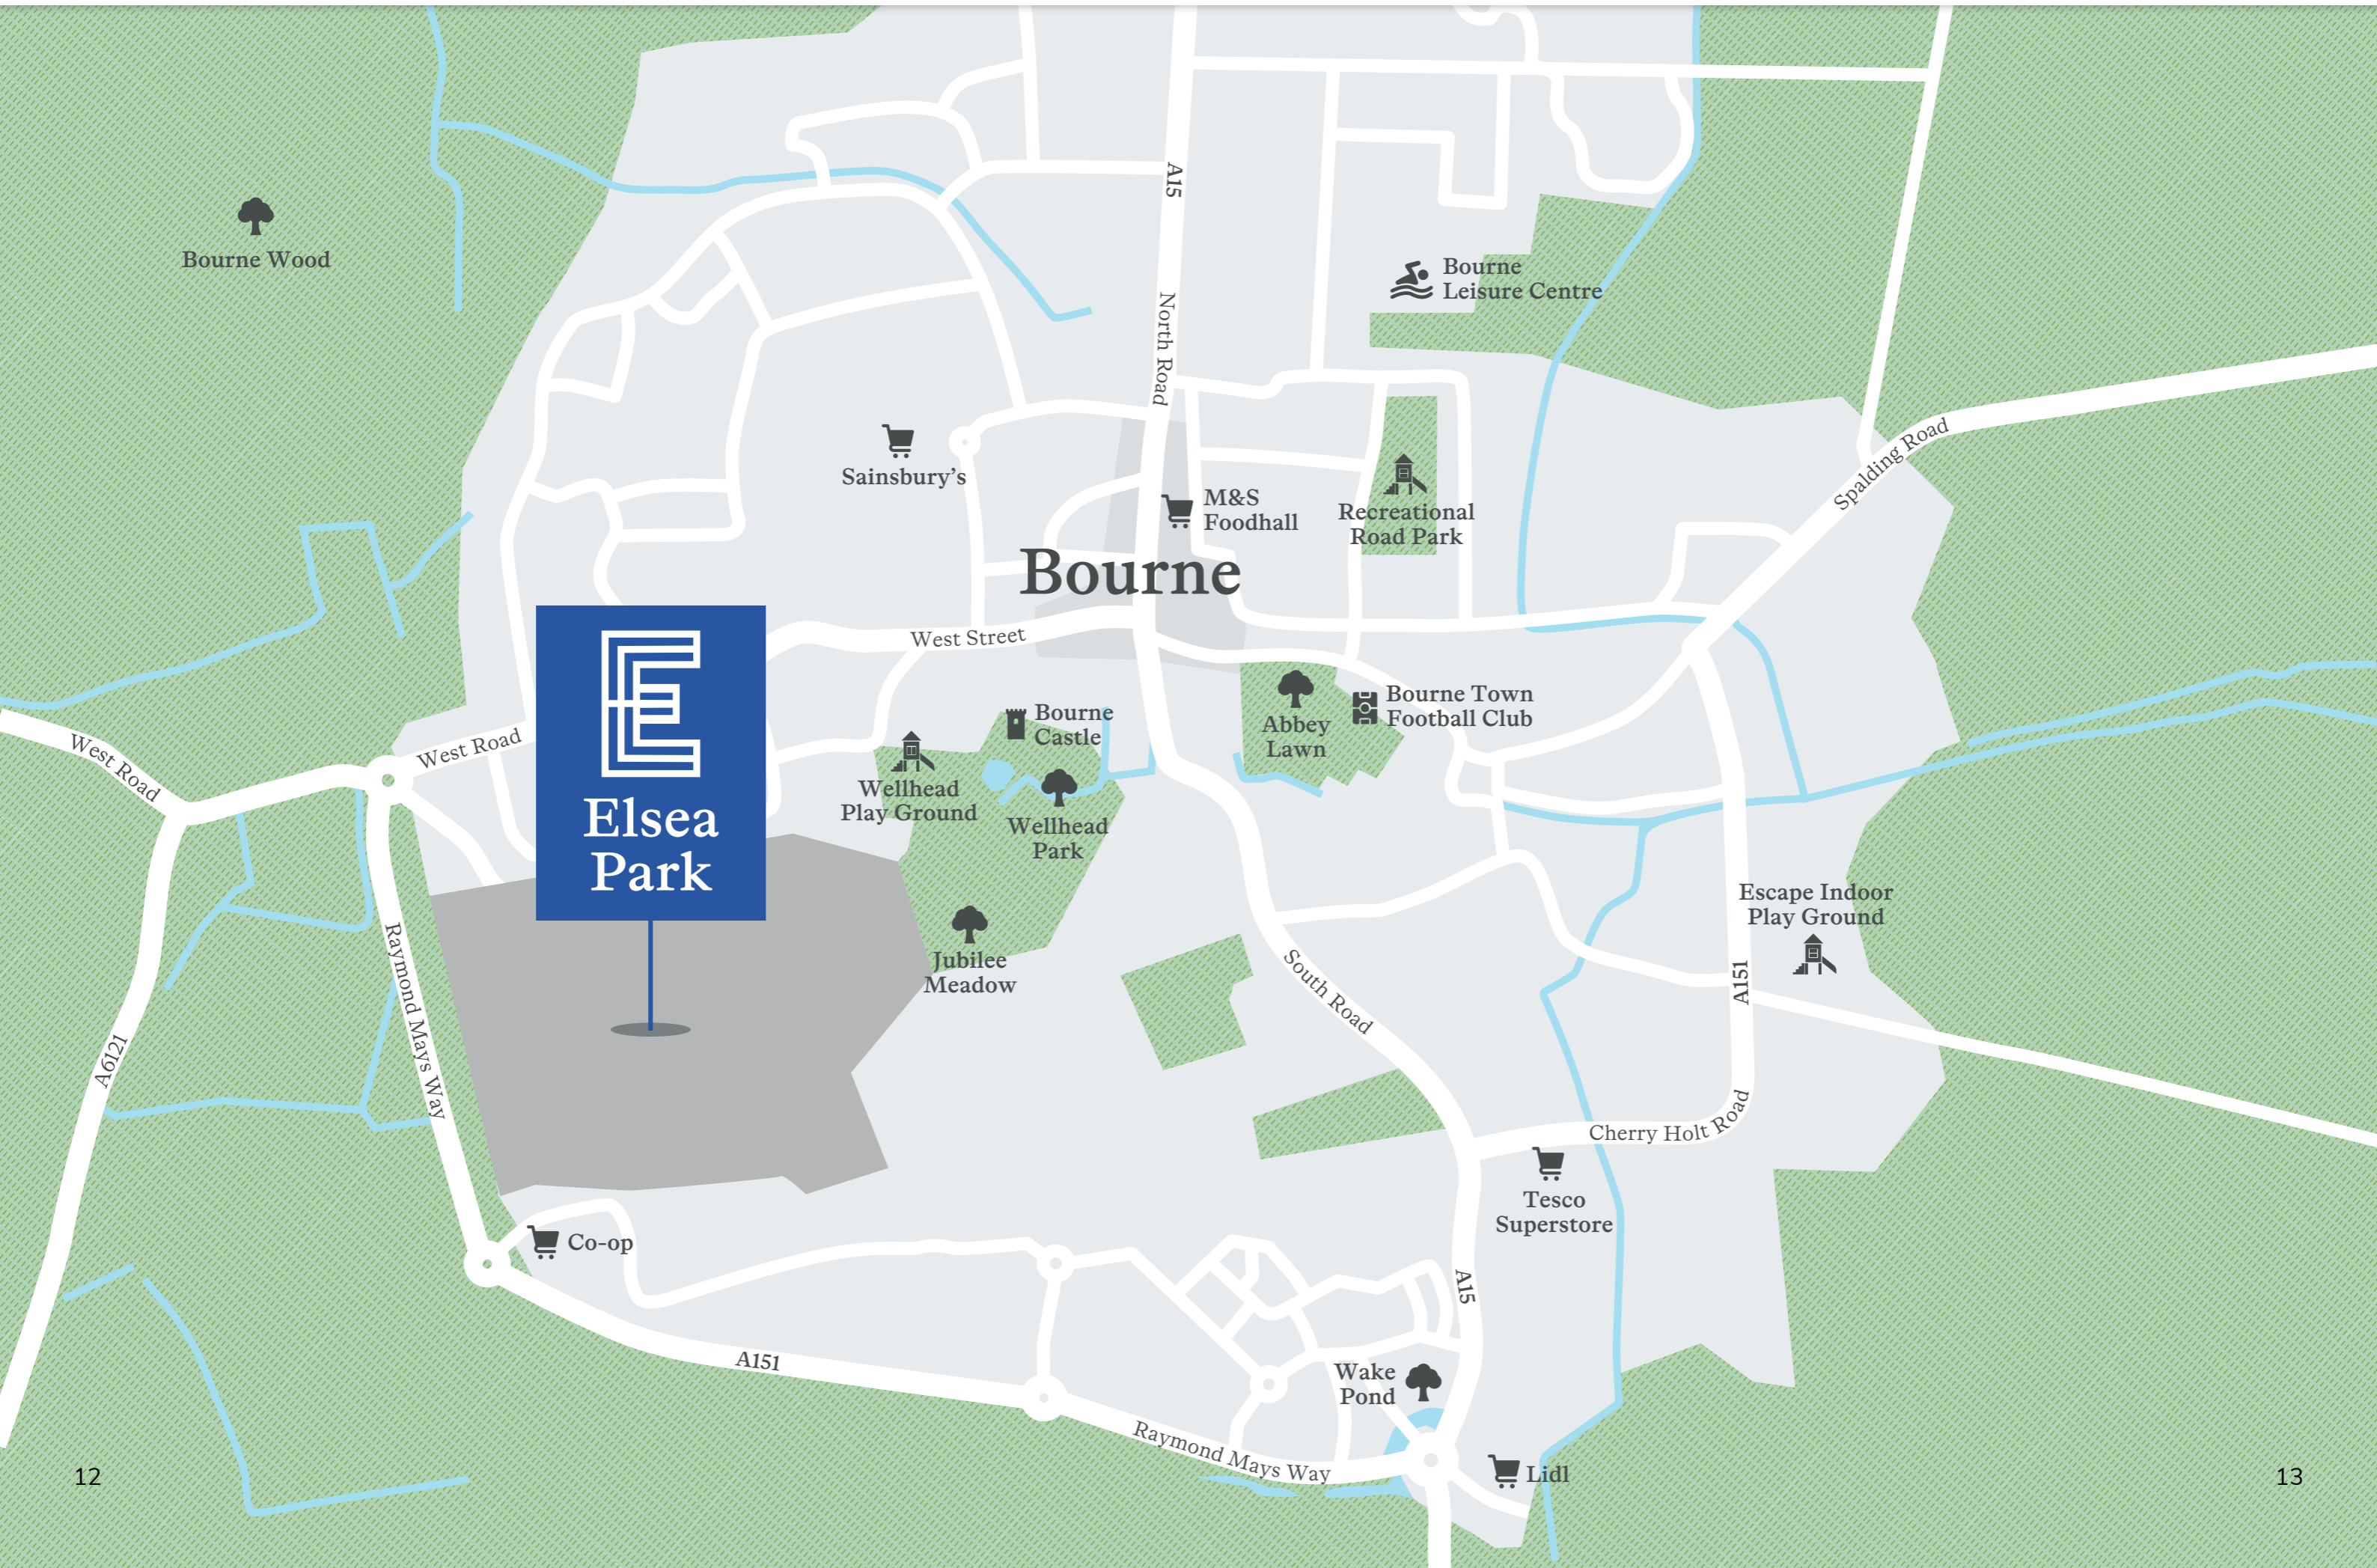 A15
Bourne Wood
Bourne
Leisure Centre
North Road
Sainsbury's
M&S
Foodhall
Recreational
Road Park
Spalding Road
Bourne
West Street
Elsea
Park
Bourne
Castle
Abbey
Lawn
Bourne Town
Football Club
West Road
West Road
Wellhead
Play Ground
Wellhead
Park
Escape Indoor
Play Ground
Jubilee
Meadow
Raymond Mays Way
South Road
A151
A6121
Cherry Holt Road
Tesco
Superstore
Co-op
A15
A151
Wake
Pond
Raymond Mays Way
Lidl
12
13